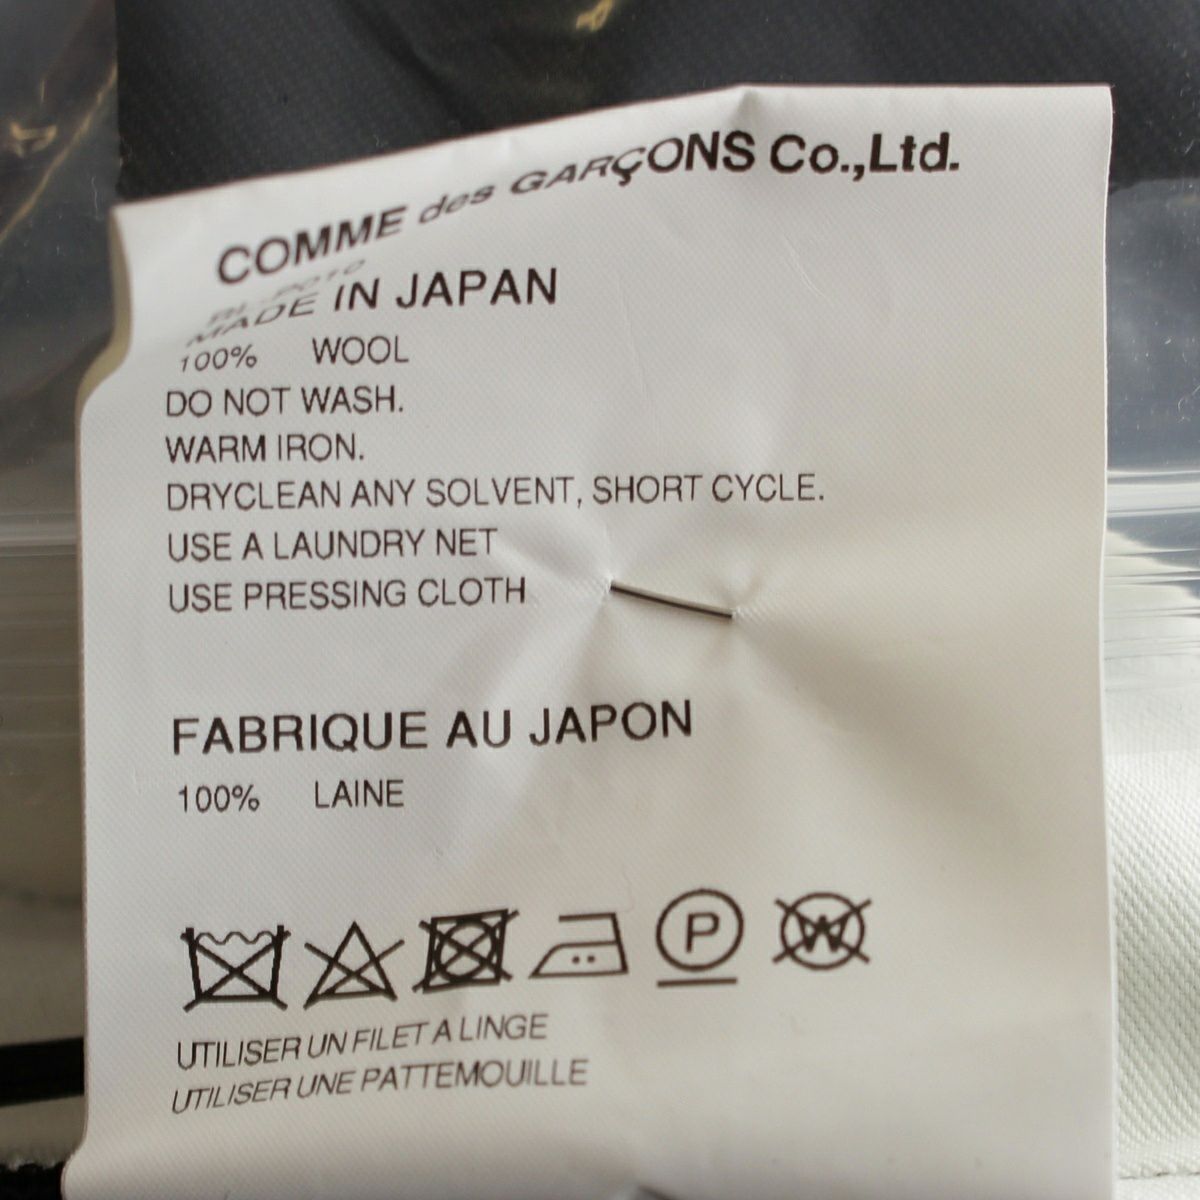 COMME des GARÇONS Co.,Ltd.
MADE IN JAPAN
100% WOOL
DO NOT WASH.
WARM IRON.
DRYCLEAN ANY SOLVENT, SHORT CYCLE.
USE A LAUNDRY NET
USE PRESSING CLOTH
FABRIQUE AU JAPON
100% LAINE
P W
UTILISER UN FILET A LINGE
UTILISER UNE PATTEMOUILLE